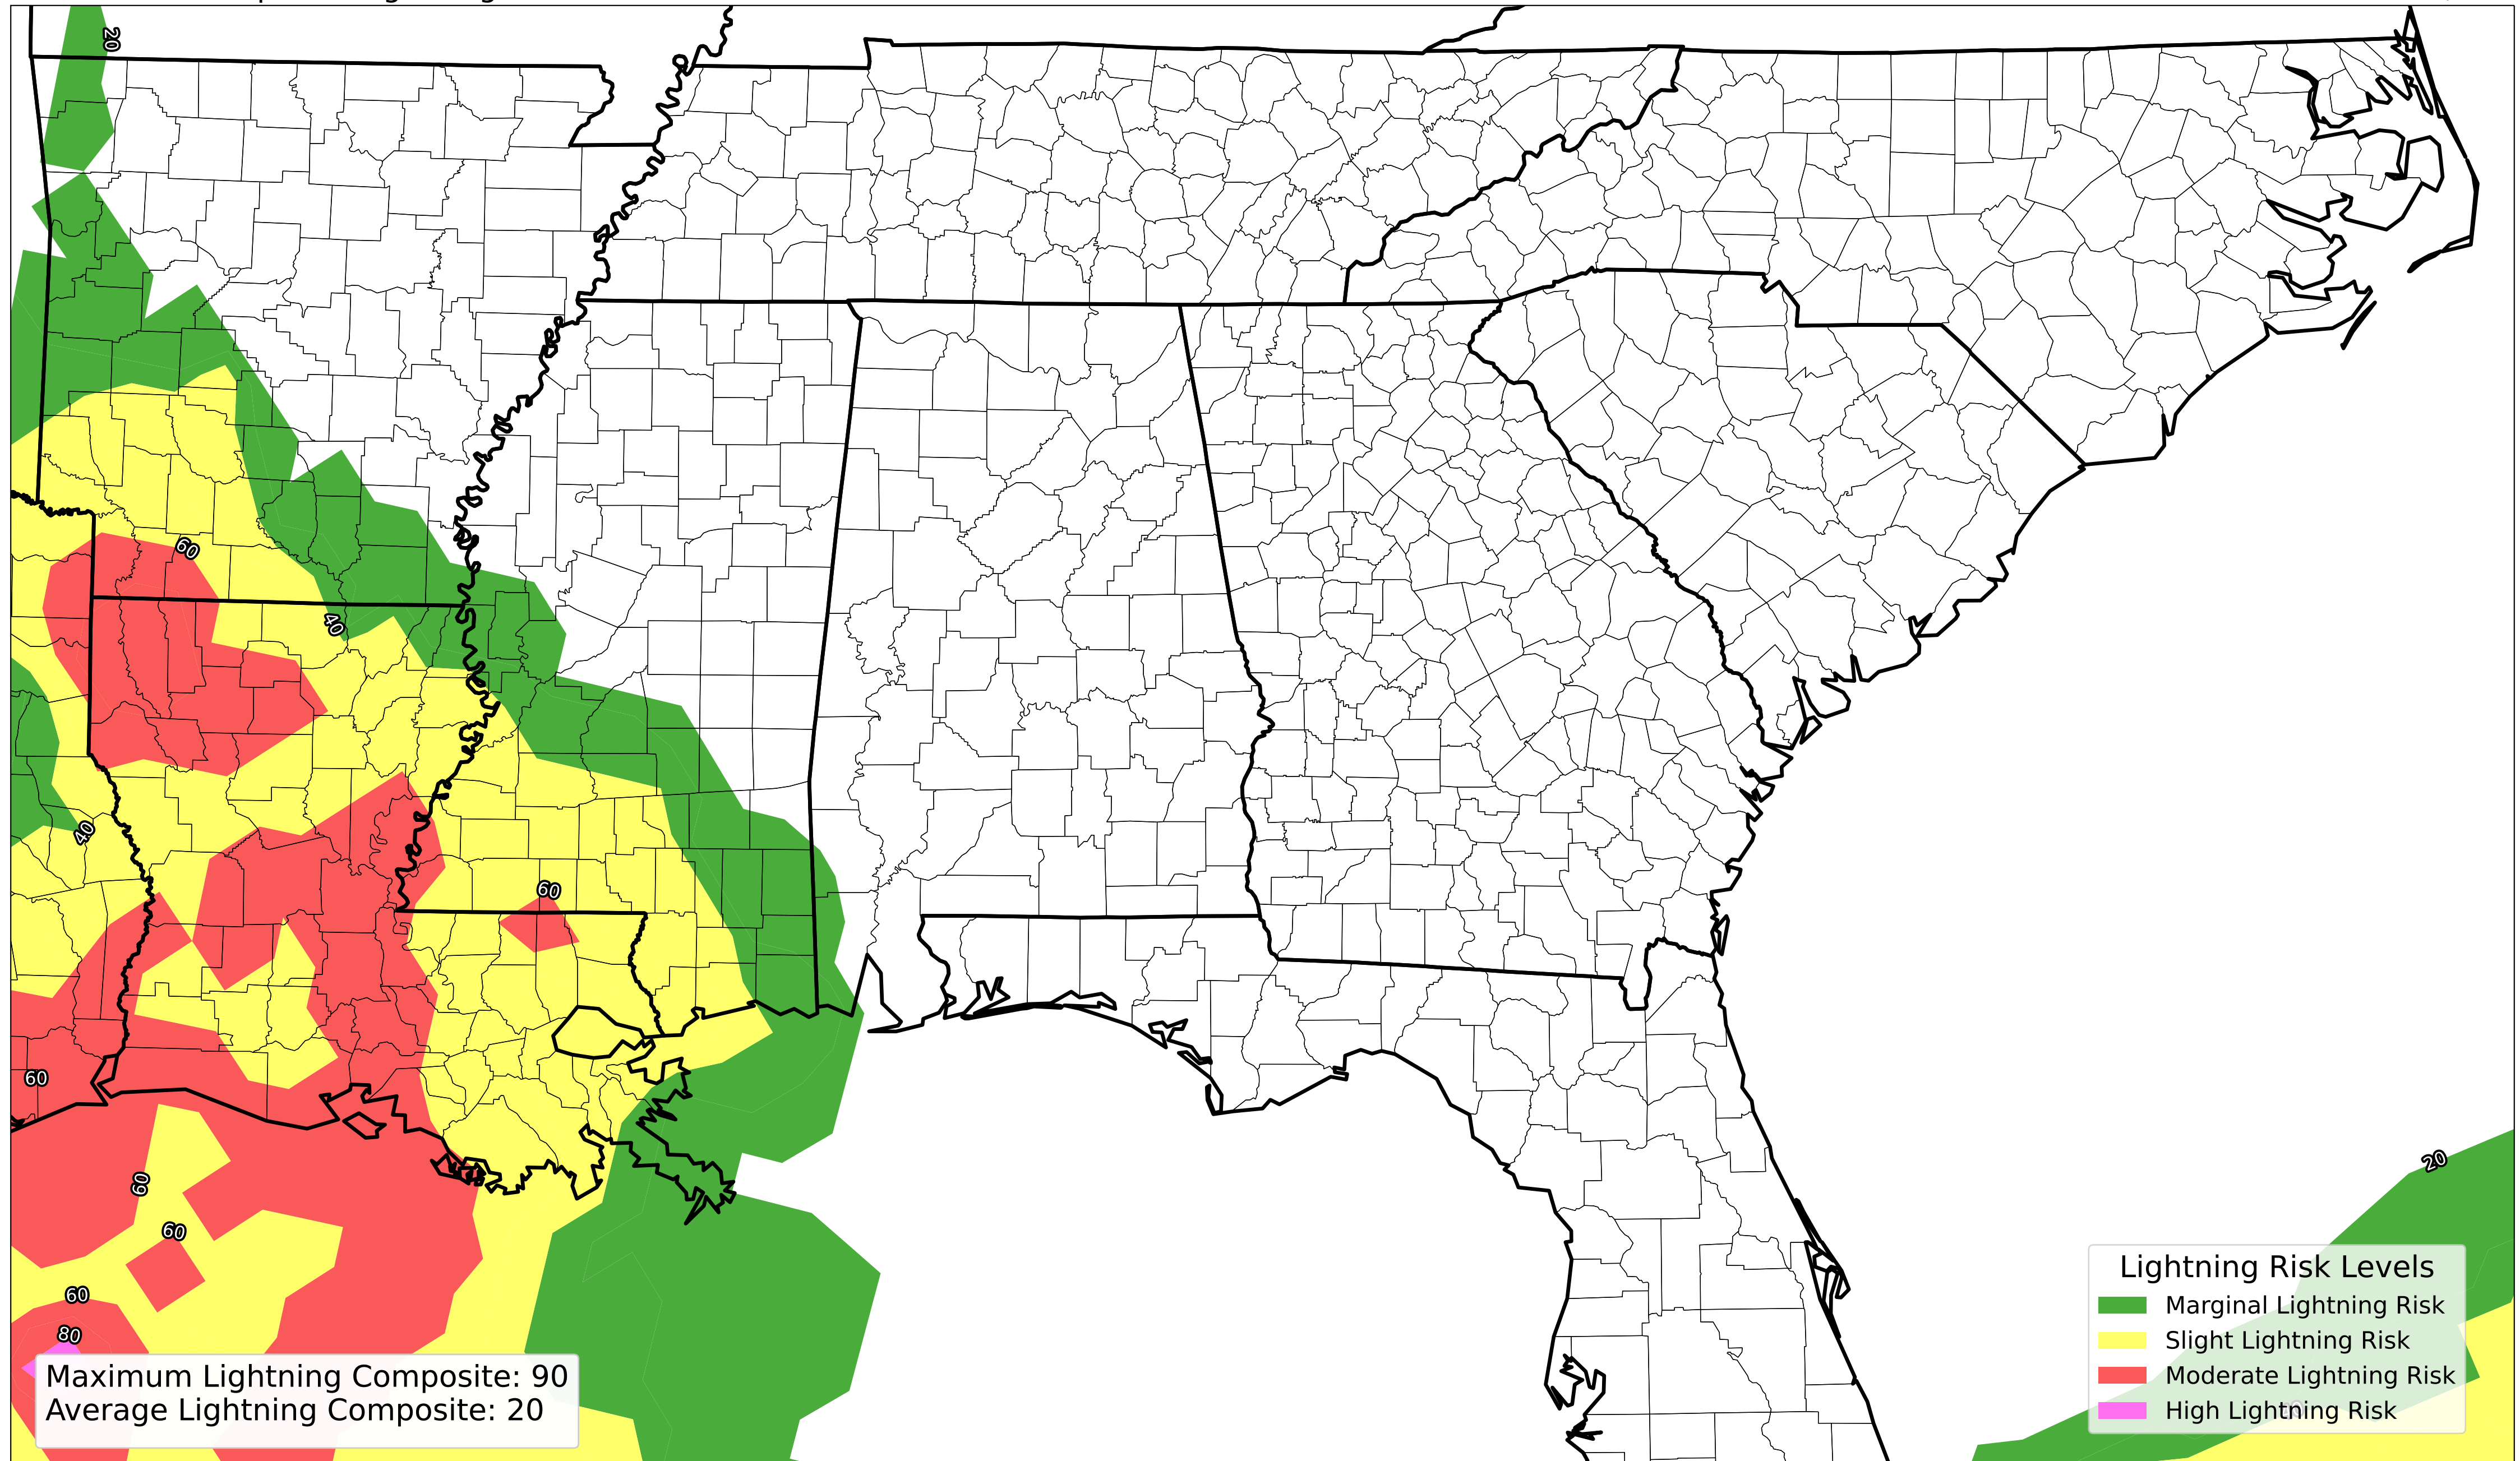 20
60
40
40
60
60
60
60
20
60
80
Lightning Risk Levels
Marginal Lightning Risk
Slight Lightning Risk
Moderate Lightning Risk
High Lightning Risk
Maximum Lightning Composite: 90
Average Lightning Composite: 20